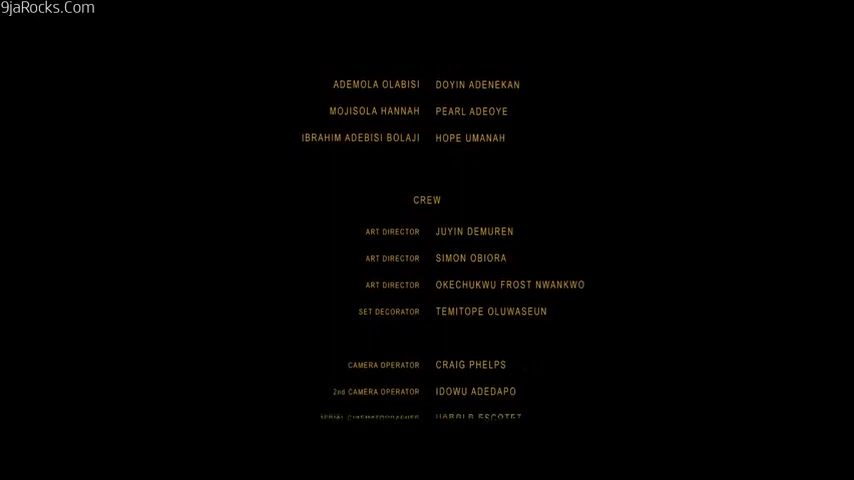 9jaRocks.Com
ADEMOLA OLABISI DOYIN ADENEKAN
MOJISOLA HANNAH PEARL ADEOYE
IBRAHIM ADEBISI BOLAJI HOPE UMANAH
CREW
ART DIRECTOR JUYIN DEMUREN
ART DIRECTOR SIMON OBIORA
ART DIRECTOR OKECHUKWU FROST NWANKWO
SET DECORATOR TEMITOPE OLUWASEUN
CAMERA OPERATOR CRAIG PHELPS
2nd CAMERA OPERATOR IDOWU ADEDAPO